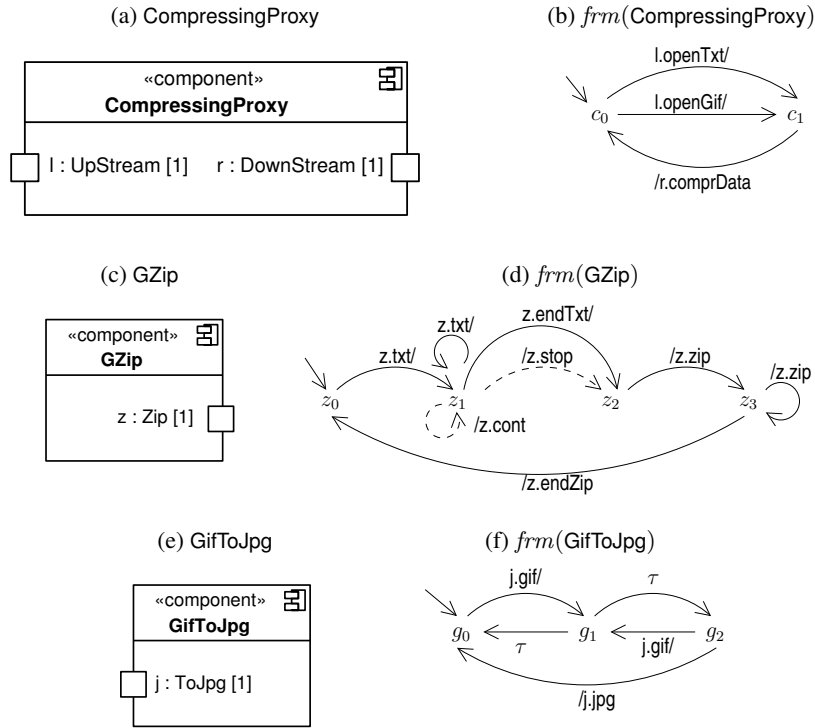 (a) CompressingProxy
«component»
CompressingProxy
l : UpStream [1] r : DownStream [1]
(b) frm(CompressingProxy)
l.openTxt/
c₀ l.openGif/ c₁
/r.comprData
(c) GZip
«component»
GZip
z : Zip [1]
(d) frm(GZip)
z.endTxt/
z.txt/
z.txt/ /z.stop /z.zip /z.zip
z₀ z₁ z₂ z₃
/z.cont
/z.endZip
(e) GifToJpg
«component»
GifToJpg
j : ToJpg [1]
(f) frm(GifToJpg)
j.gif/ τ
g₀ g₁ g₂
τ j.gif/
/j.jpg